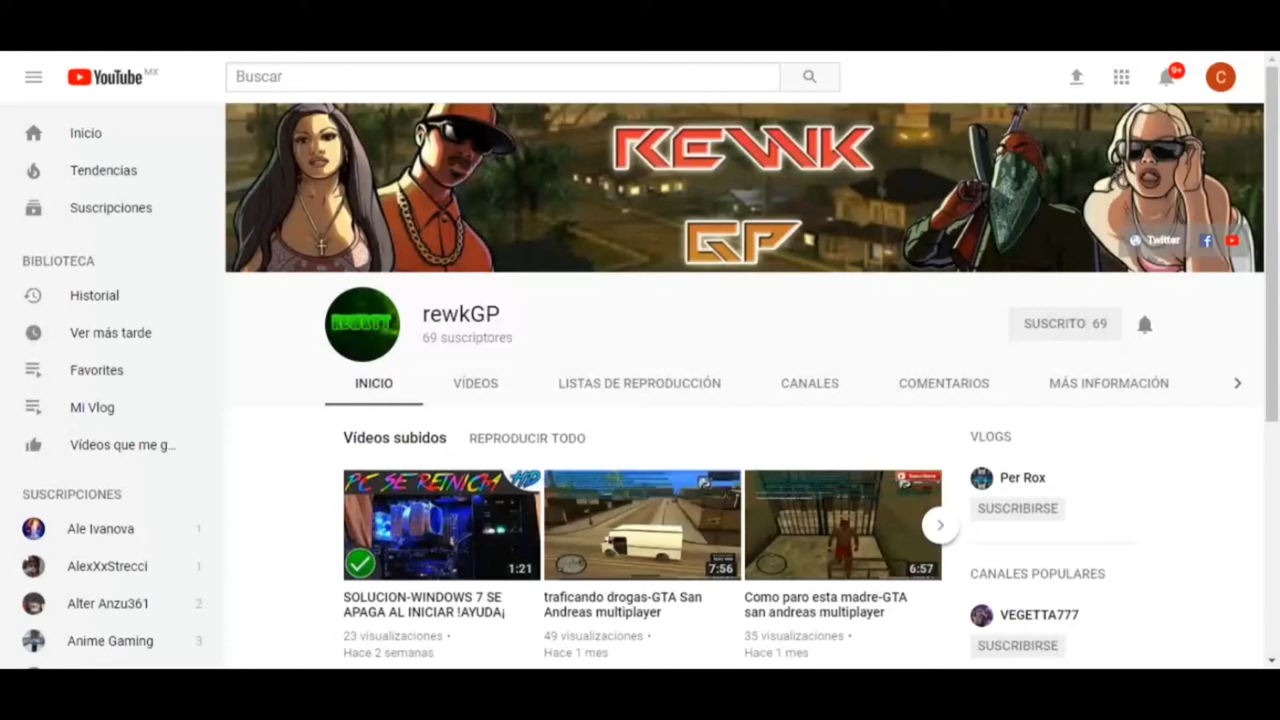 YouTube MX
Buscar
9+
C
Inicio
Tendencias
Suscripciones
BIBLIOTECA
Historial
Ver más tarde
Favorites
Mi Vlog
Vídeos que me g...
SUSCRIPCIONES
Ale Ivanova 1
AlexXxStrecci 1
Alter Anzu361 2
Anime Gaming 3
REWK
GP
Twitter
REWKGP
rewkGP
69 suscriptores
SUSCRITO 69
INICIO
VÍDEOS
LISTAS DE REPRODUCCIÓN
CANALES
COMENTARIOS
MÁS INFORMACIÓN
Vídeos subidos
REPRODUCIR TODO
PC SE REINICIA
1:21
SOLUCION-WINDOWS 7 SE
APAGA AL INICIAR !AYUDA¡
23 visualizaciones •
Hace 2 semanas
7:56
traficando drogas-GTA San
Andreas multiplayer
49 visualizaciones •
Hace 1 mes
6:57
Como paro esta madre-GTA
san andreas multiplayer
35 visualizaciones •
Hace 1 mes
VLOGS
Per Rox
SUSCRIBIRSE
CANALES POPULARES
VEGETTA777
SUSCRIBIRSE